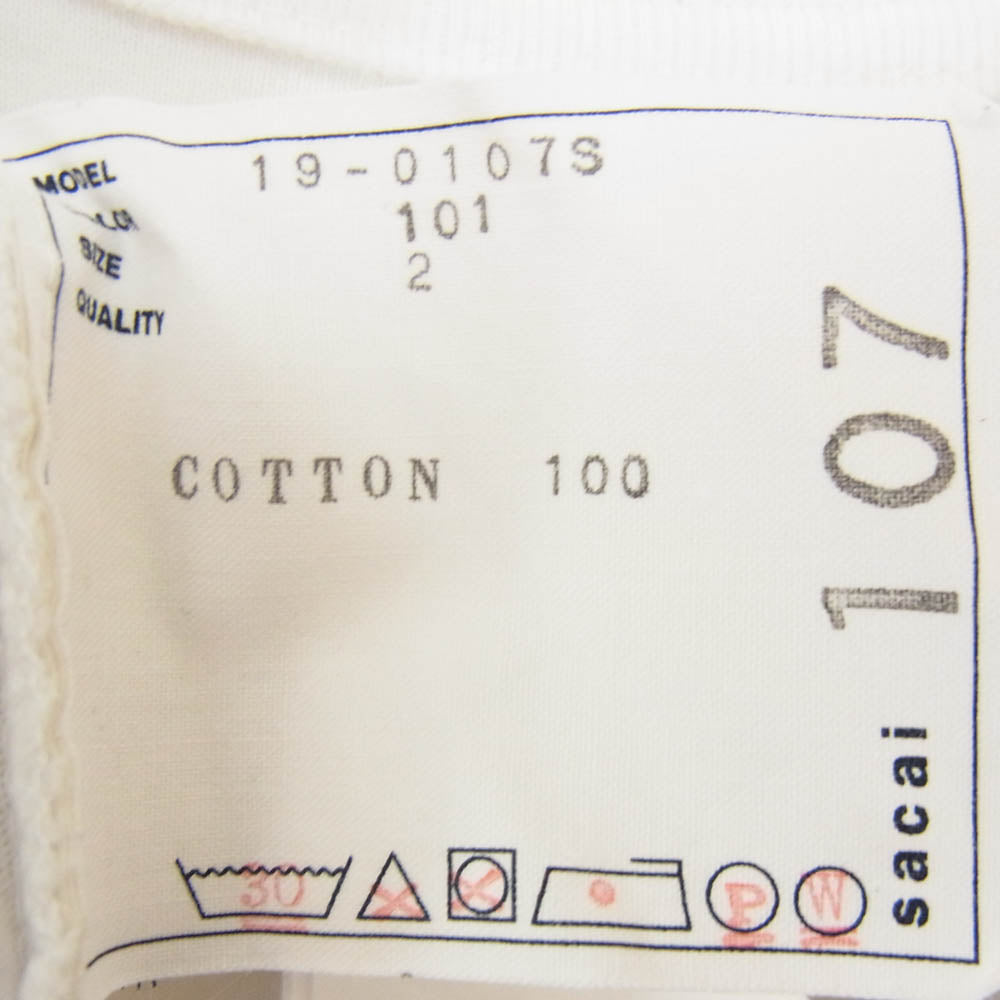 MODEL 19-0107S
101
SIZE 2
QUALITY
COTTON 100
107
sacai
30
P
W